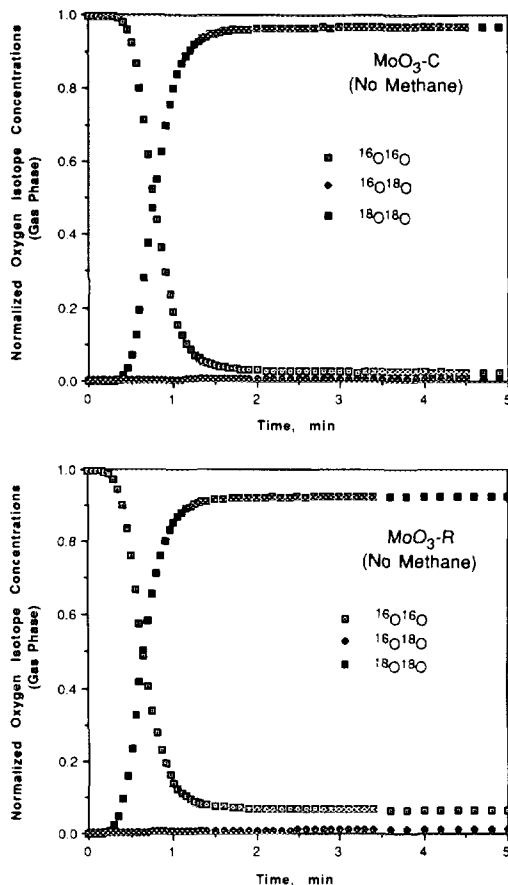 Normalized Oxygen Isotope Concentrations
(Gas Phase)
1.0
0.8
0.6
0.4
0.2
0.0
MoO₃-C
(No Methane)
¹⁶O¹⁶O
¹⁶O¹⁸O
¹⁸O¹⁸O
0 1 2 3 4 5
Time, min
Normalized Oxygen Isotope Concentrations
(Gas Phase)
1.0
0.8
0.6
0.4
0.2
0.0
MoO₃-R
(No Methane)
¹⁶O¹⁶O
¹⁶O¹⁸O
¹⁸O¹⁸O
0 1 2 3 4 5
Time, min